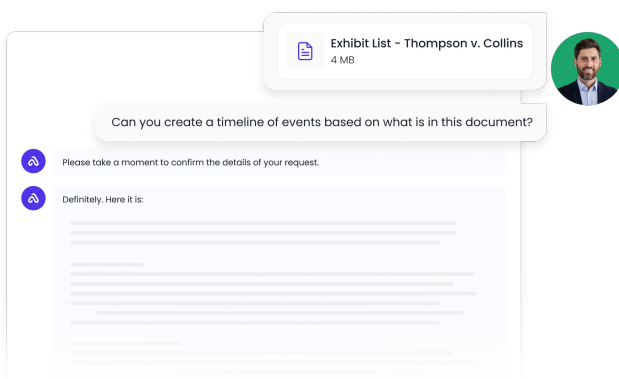 Exhibit List - Thompson v. Collins
4 MB
Can you create a timeline of events based on what is in this document?
Please take a moment to confirm the details of your request.
Definitely. Here it is: